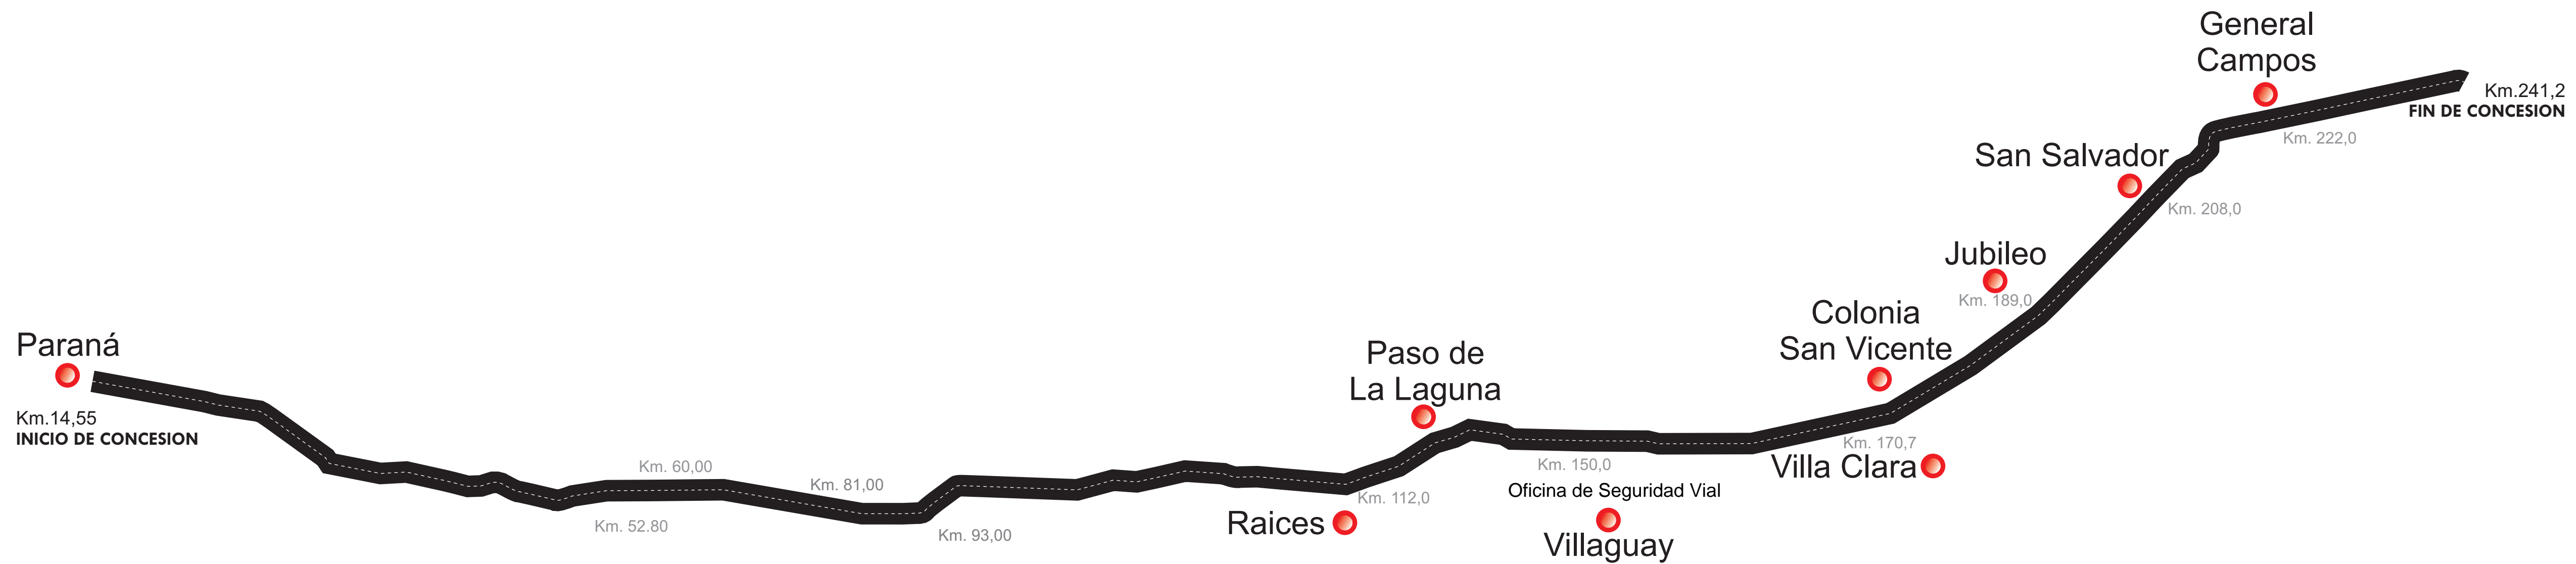 Paraná
Km.14,55
INICIO DE CONCESION
Km. 52.80
Km. 60,00
Km. 81,00
Km. 93,00
Raices
Km. 112,0
Paso de
La Laguna
Km. 150,0
Oficina de Seguridad Vial
Villaguay
Colonia
San Vicente
Km. 170,7
Villa Clara
Jubileo
Km. 189,0
San Salvador
Km. 208,0
General
Campos
Km. 222,0
Km.241,2
FIN DE CONCESION